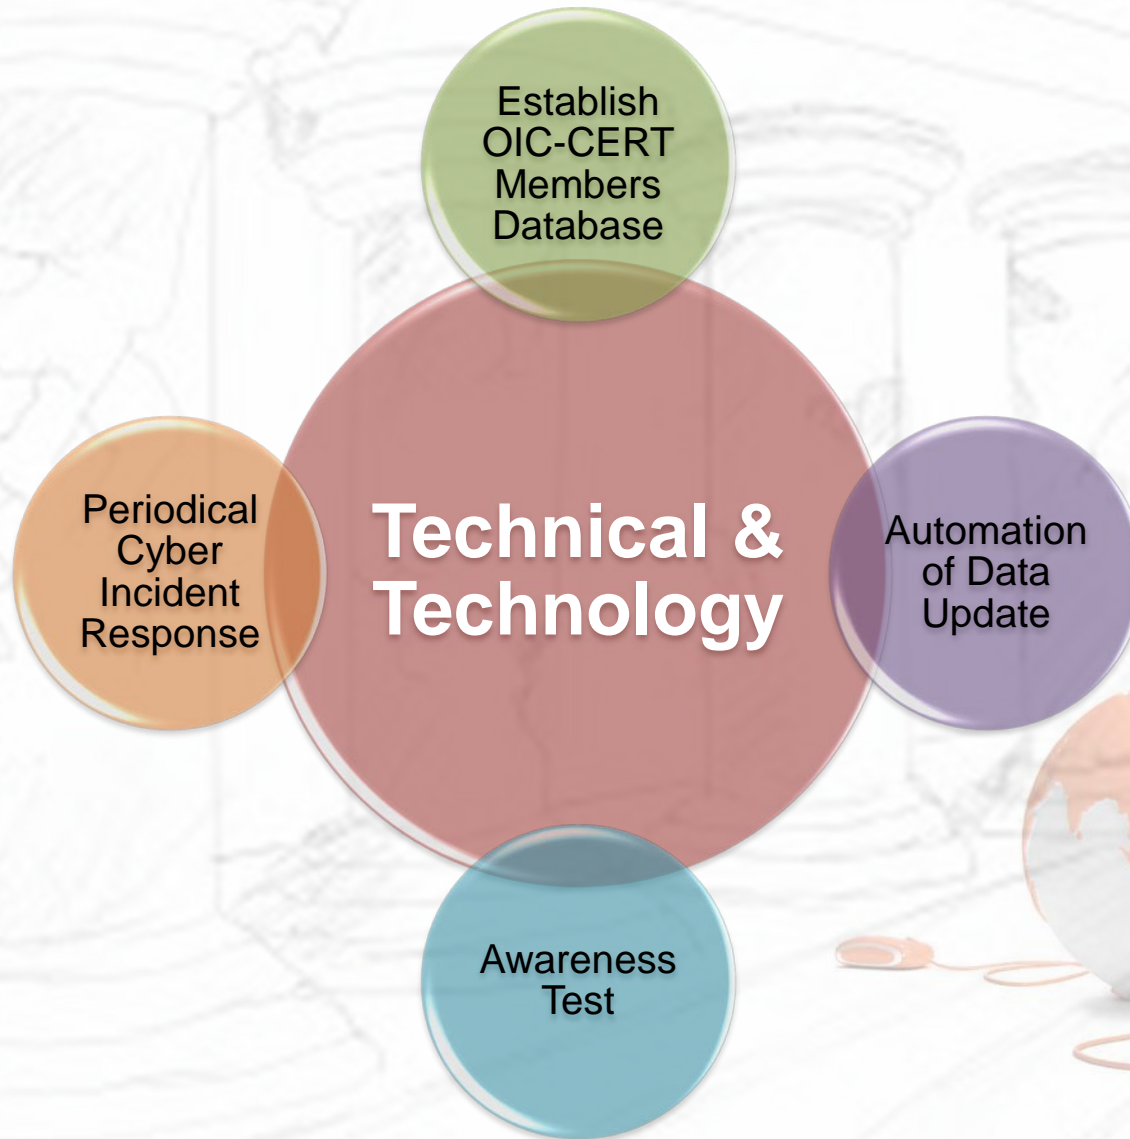 Establish
OIC-CERT
Members
Database
Periodical
Cyber
Incident
Response
Technical &
Technology
Automation
of Data
Update
Awareness
Test